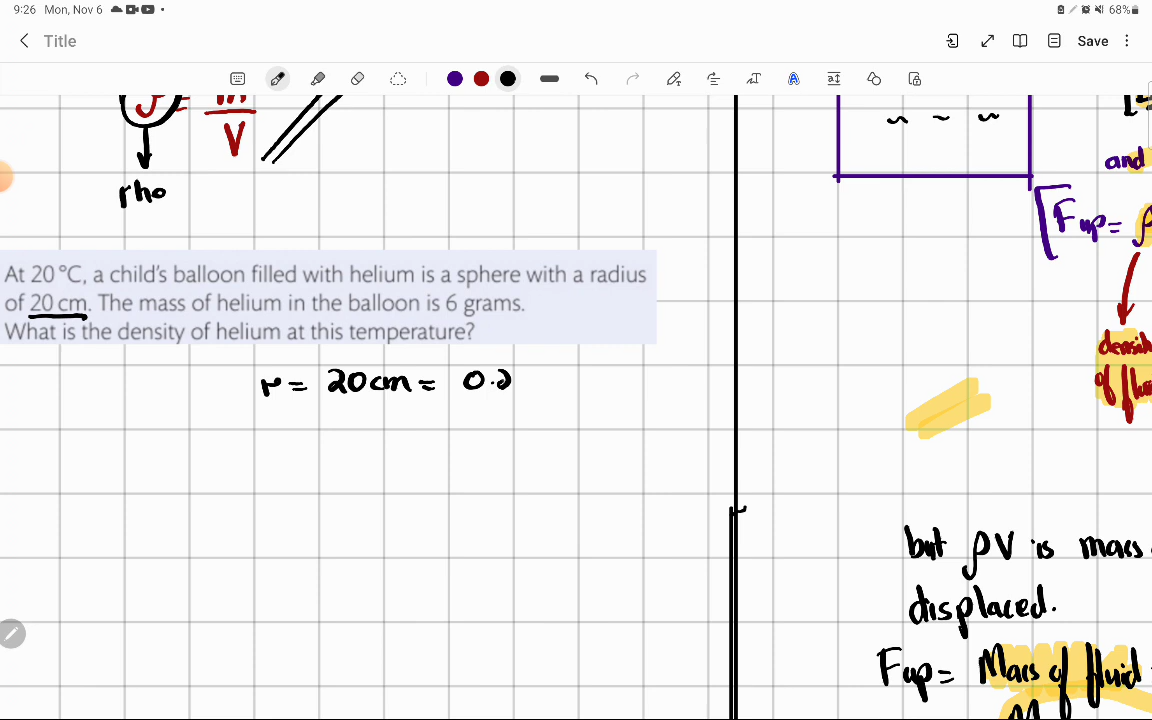 9:26 Mon, Nov 6
68%
Title
Save
V
rho
At 20 °C, a child's balloon filled with helium is a sphere with a radius
of 20 cm. The mass of helium in the balloon is 6 grams.
What is the density of helium at this temperature?
r = 20cm = 0.2
and
Fup = ρ
of
but ρV is mass
displaced.
Fup = Mass of fluid